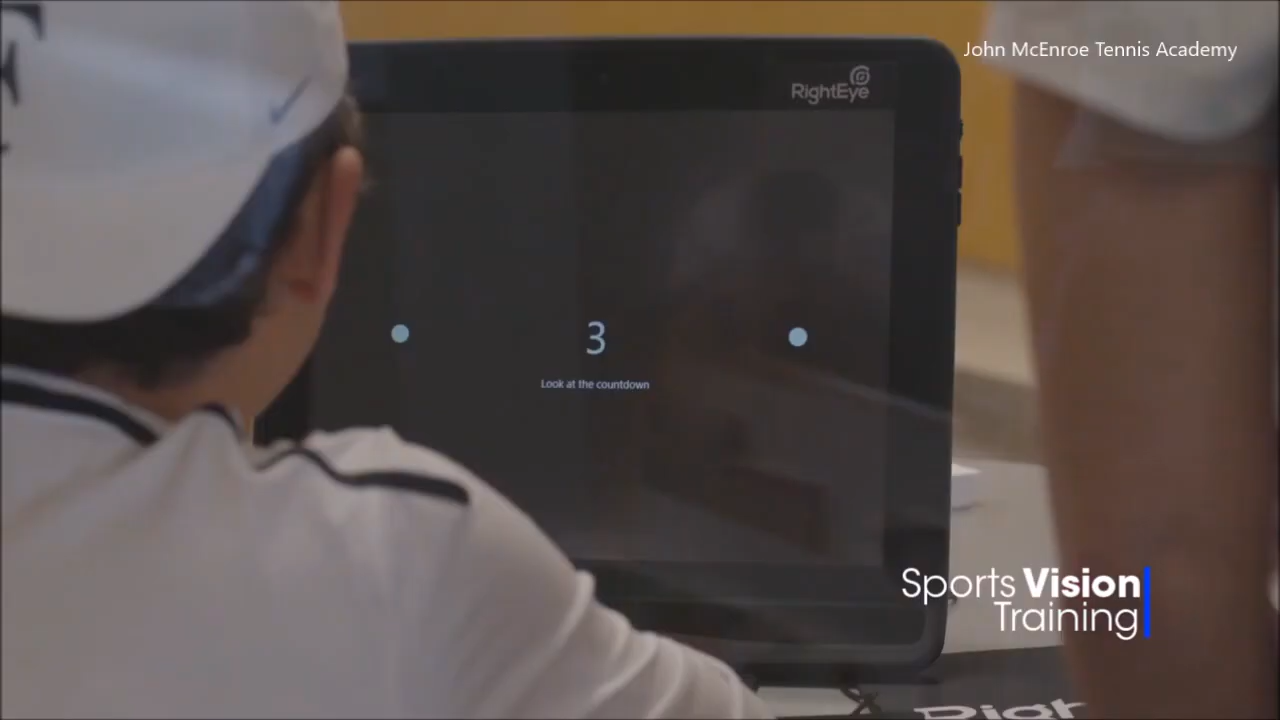 John McEnroe Tennis Academy
RightEye
3
Look at the countdown
Sports Vision
Training